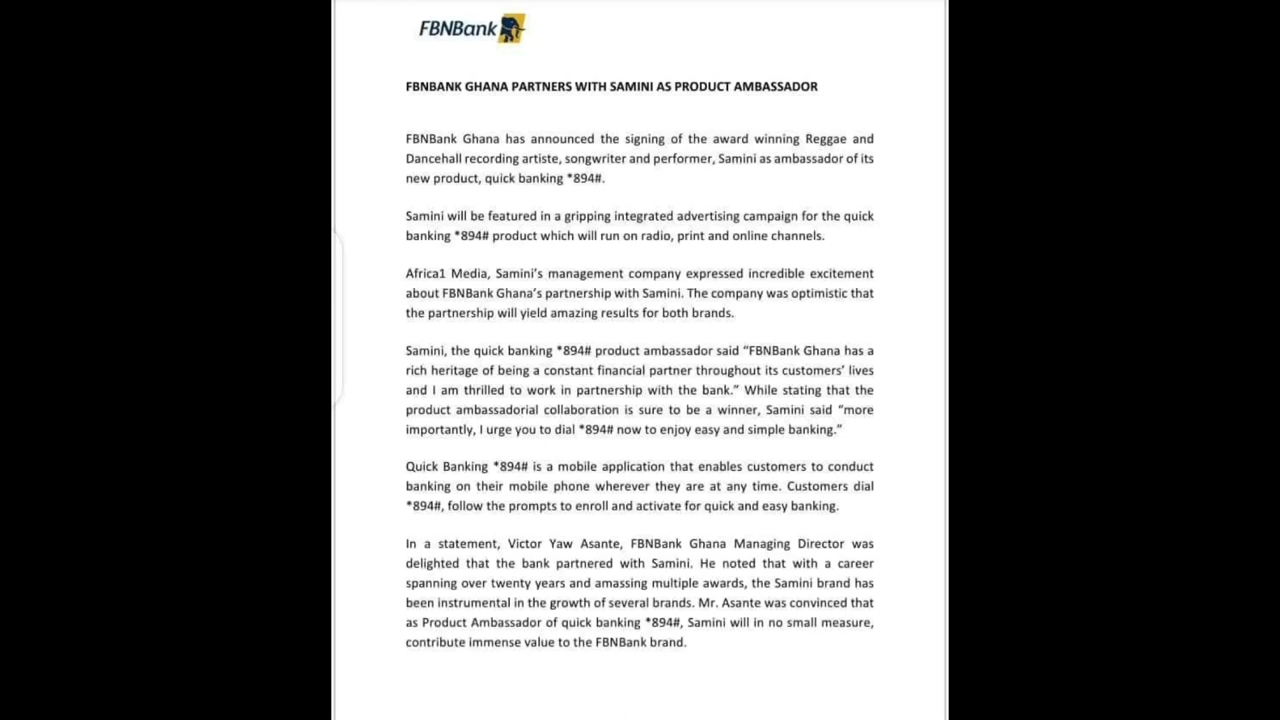 FBNBank
FBNBANK GHANA PARTNERS WITH SAMINI AS PRODUCT AMBASSADOR
FBNBank Ghana has announced the signing of the award winning Reggae and
Dancehall recording artiste, songwriter and performer, Samini as ambassador of its
new product, quick banking *894#.
Samini will be featured in a gripping integrated advertising campaign for the quick
banking *894# product which will run on radio, print and online channels.
Africa1 Media, Samini's management company expressed incredible excitement
about FBNBank Ghana's partnership with Samini. The company was optimistic that
the partnership will yield amazing results for both brands.
Samini, the quick banking *894# product ambassador said “FBNBank Ghana has a
rich heritage of being a constant financial partner throughout its customers’ lives
and I am thrilled to work in partnership with the bank.” While stating that the
product ambassadorial collaboration is sure to be a winner, Samini said “more
importantly, I urge you to dial *894# now to enjoy easy and simple banking.”
Quick Banking *894# is a mobile application that enables customers to conduct
banking on their mobile phone wherever they are at any time. Customers dial
*894#, follow the prompts to enroll and activate for quick and easy banking.
In a statement, Victor Yaw Asante, FBNBank Ghana Managing Director was
delighted that the bank partnered with Samini. He noted that with a career
spanning over twenty years and amassing multiple awards, the Samini brand has
been instrumental in the growth of several brands. Mr. Asante was convinced that
as Product Ambassador of quick banking *894#, Samini will in no small measure,
contribute immense value to the FBNBank brand.